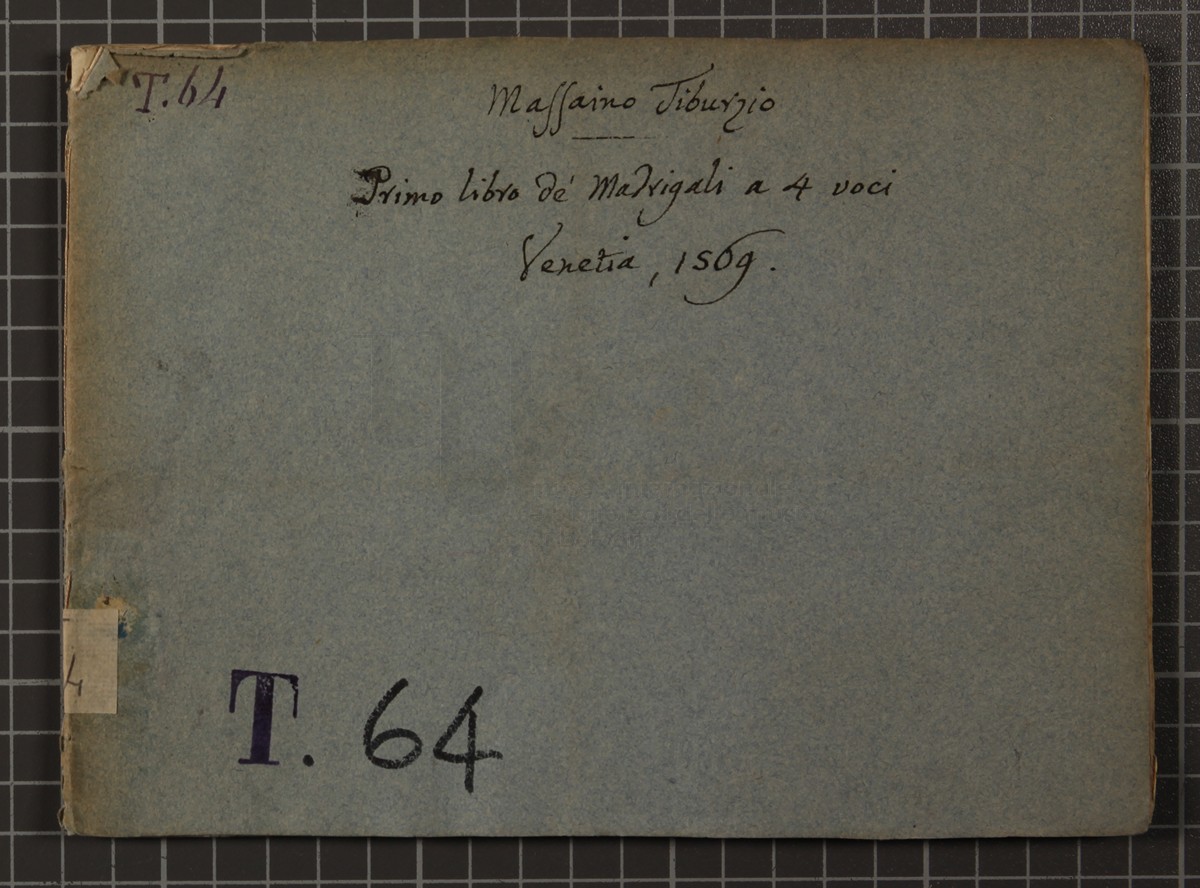 T.64
Massaino Tiburzio
Primo libro de' Madrigali a 4 voci
Venetia, 1569.
4
T. 64